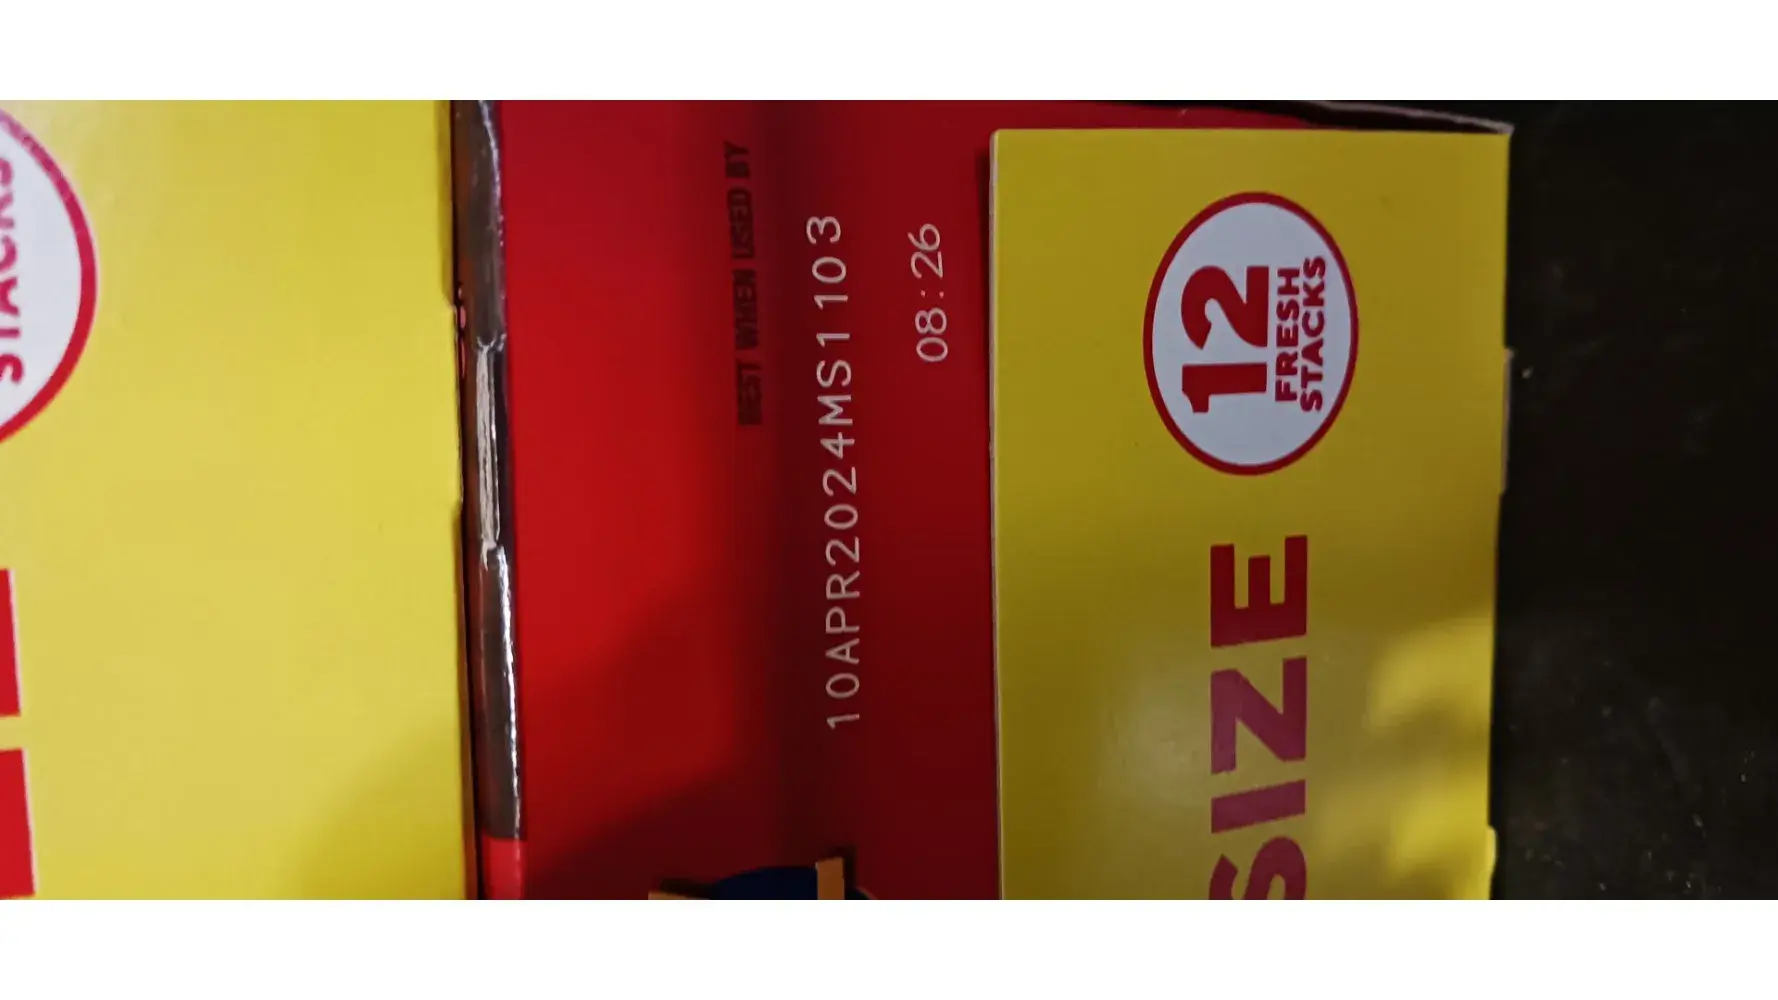 STACKS
BEST WHEN USED BY
10APR2024MS1103
08:26
12
FRESH
STACKS
SIZE